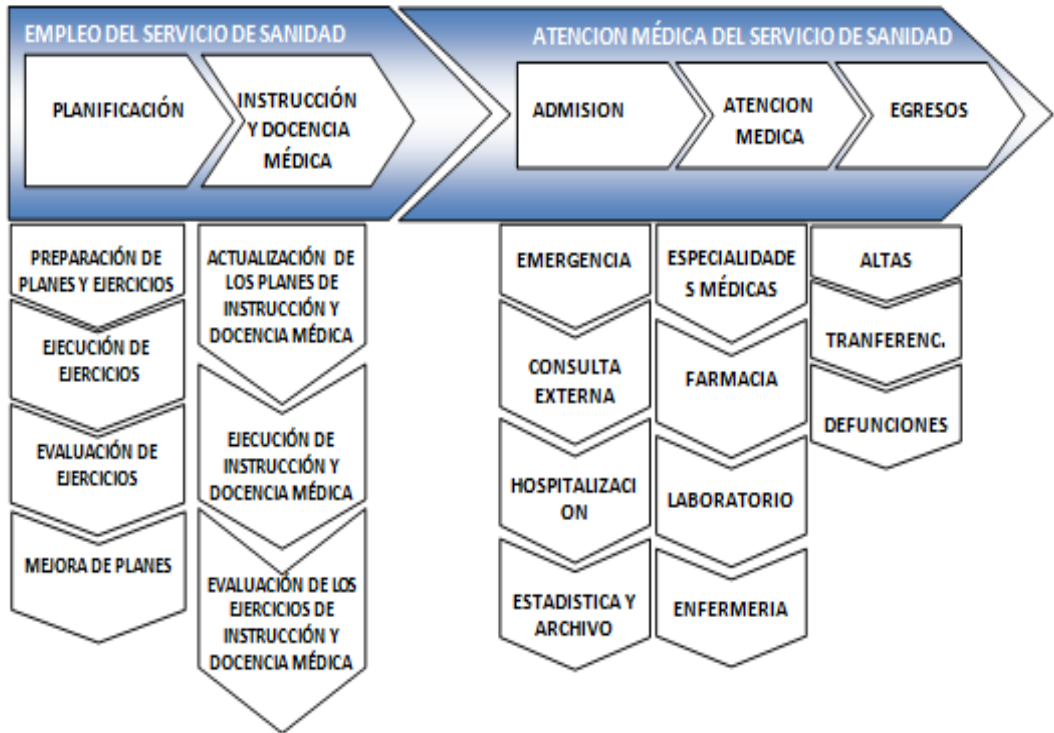 EMPLEO DEL SERVICIO DE SANIDAD
PLANIFICACIÓN
INSTRUCCIÓN
Y DOCENCIA
MÉDICA
ATENCION MÉDICA DEL SERVICIO DE SANIDAD
ADMISION
ATENCION
MEDICA
EGRESOS
PREPARACIÓN DE
PLANES Y EJERCICIOS
EJECUCIÓN DE
EJERCICIOS
EVALUACIÓN DE
EJERCICIOS
MEJORA DE PLANES
ACTUALIZACIÓN DE
LOS PLANES DE
INSTRUCCIÓN Y
DOCENCIA MÉDICA
EJECUCIÓN DE
INSTRUCCIÓN Y
DOCENCIA MÉDICA
EVALUACIÓN DE LOS
EJERCICIOS DE
INSTRUCCIÓN Y
DOCENCIA MÉDICA
EMERGENCIA
CONSULTA
EXTERNA
HOSPITALIZACI
ON
ESTADISTICA Y
ARCHIVO
ESPECIALIDADE
S MÉDICAS
FARMACIA
LABORATORIO
ENFERMERIA
ALTAS
TRANFERENC.
DEFUNCIONES